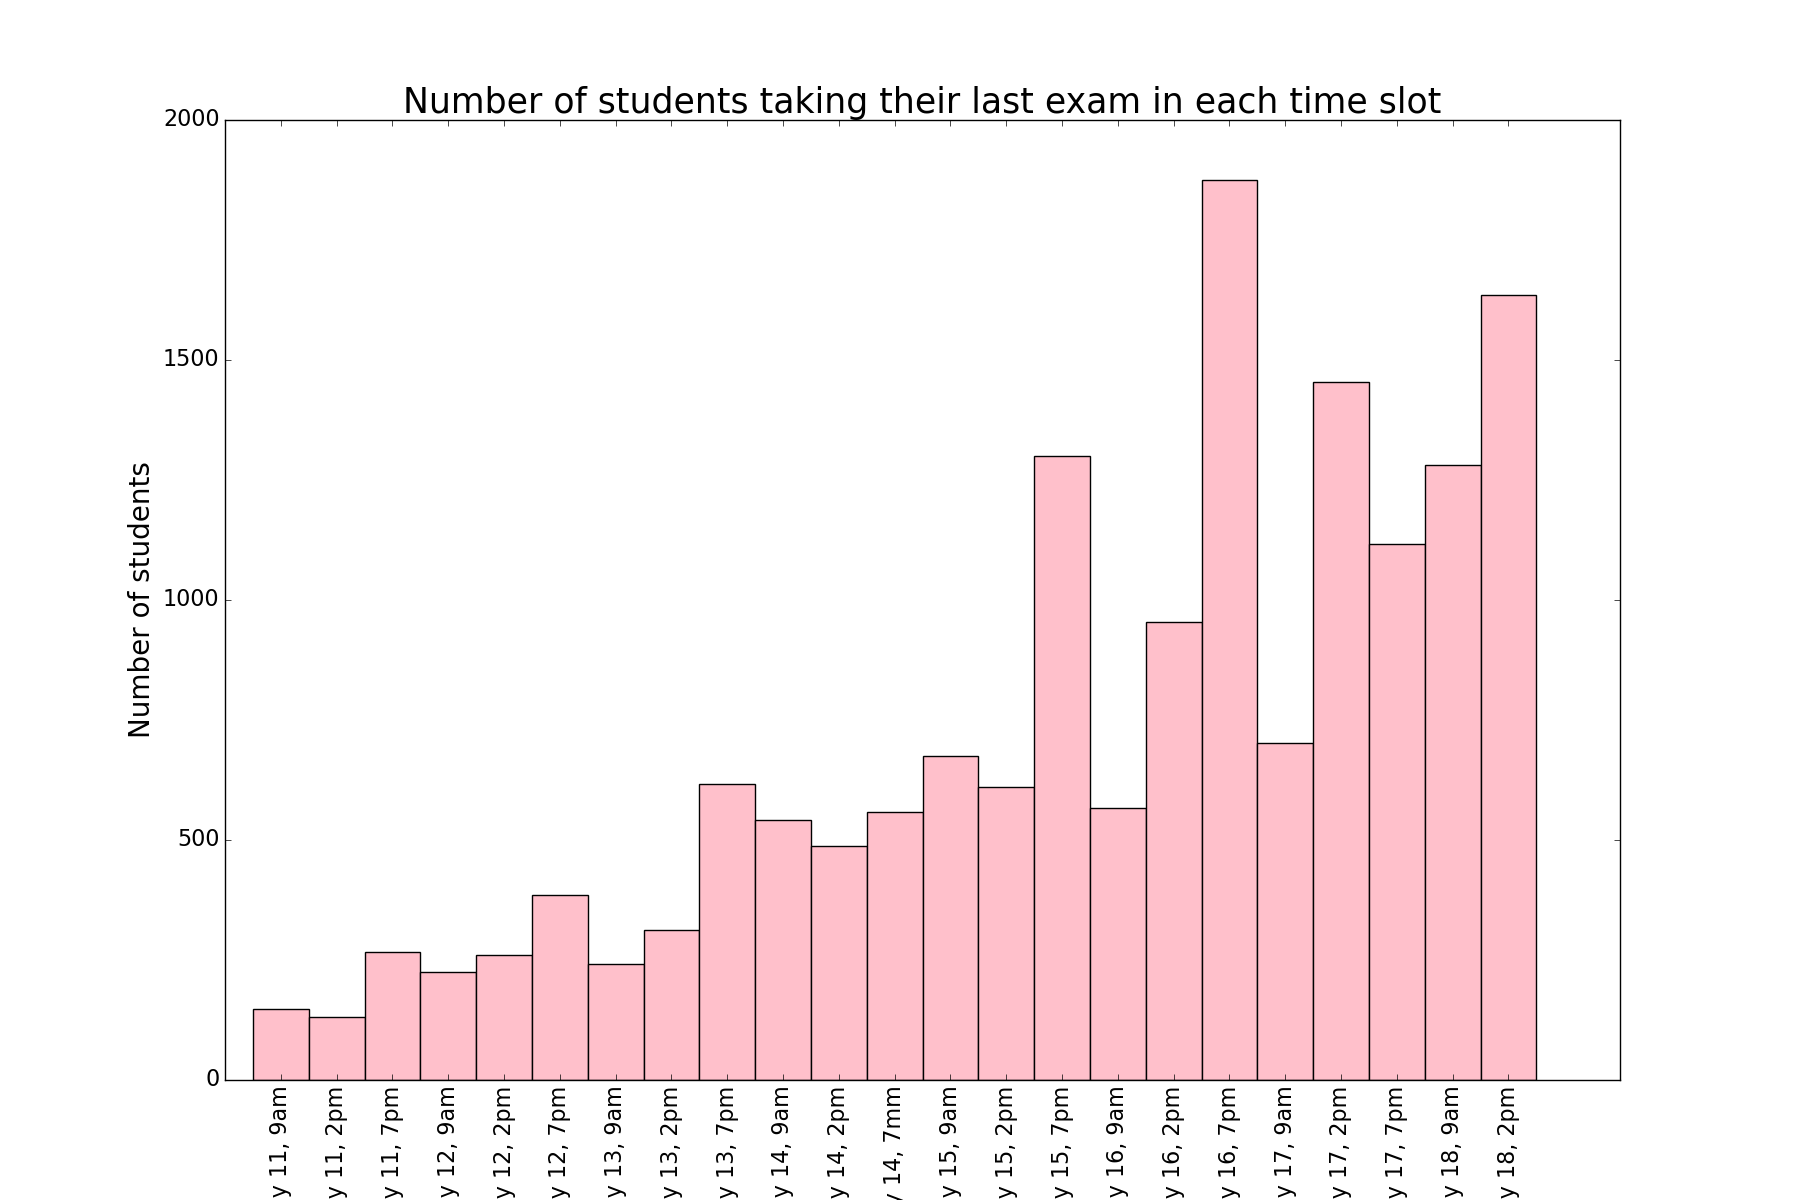 Number of students taking their last exam in each time slot
Number of students
2000
1500
1000
500
0
y 11, 9am
y 11, 2pm
y 11, 7pm
y 12, 9am
y 12, 2pm
y 12, 7pm
y 13, 9am
y 13, 2pm
y 13, 7pm
y 14, 9am
y 14, 2pm
y 14, 7mm
y 15, 9am
y 15, 2pm
y 15, 7pm
y 16, 9am
y 16, 2pm
y 16, 7pm
y 17, 9am
y 17, 2pm
y 17, 7pm
y 18, 9am
y 18, 2pm